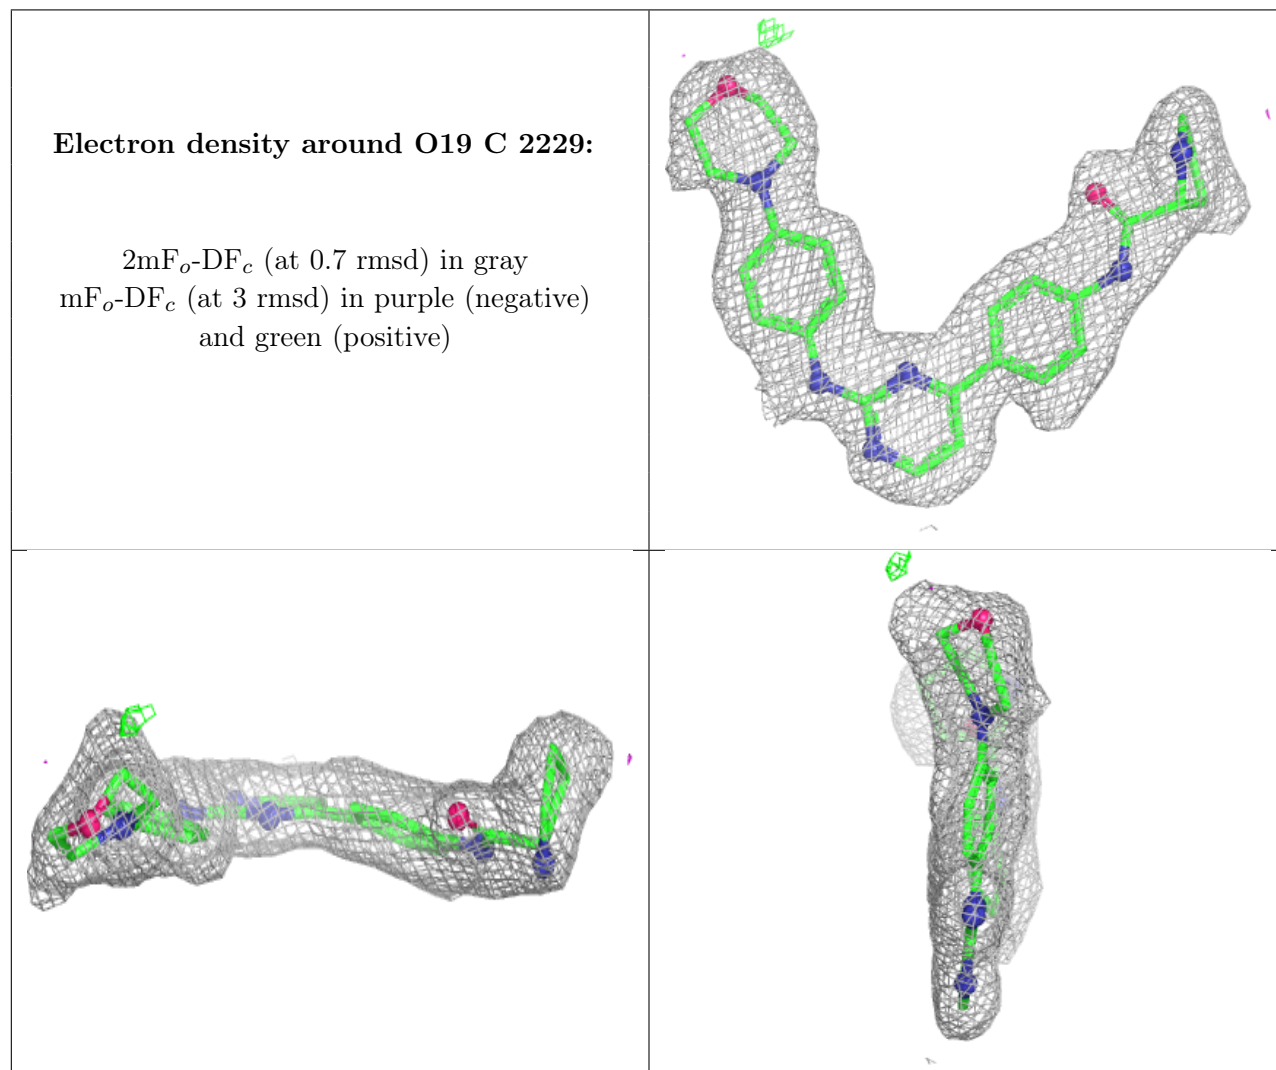 Electron density around O19 C 2229:
2mFo-DFc (at 0.7 rmsd) in gray
mFo-DFc (at 3 rmsd) in purple (negative)
and green (positive)